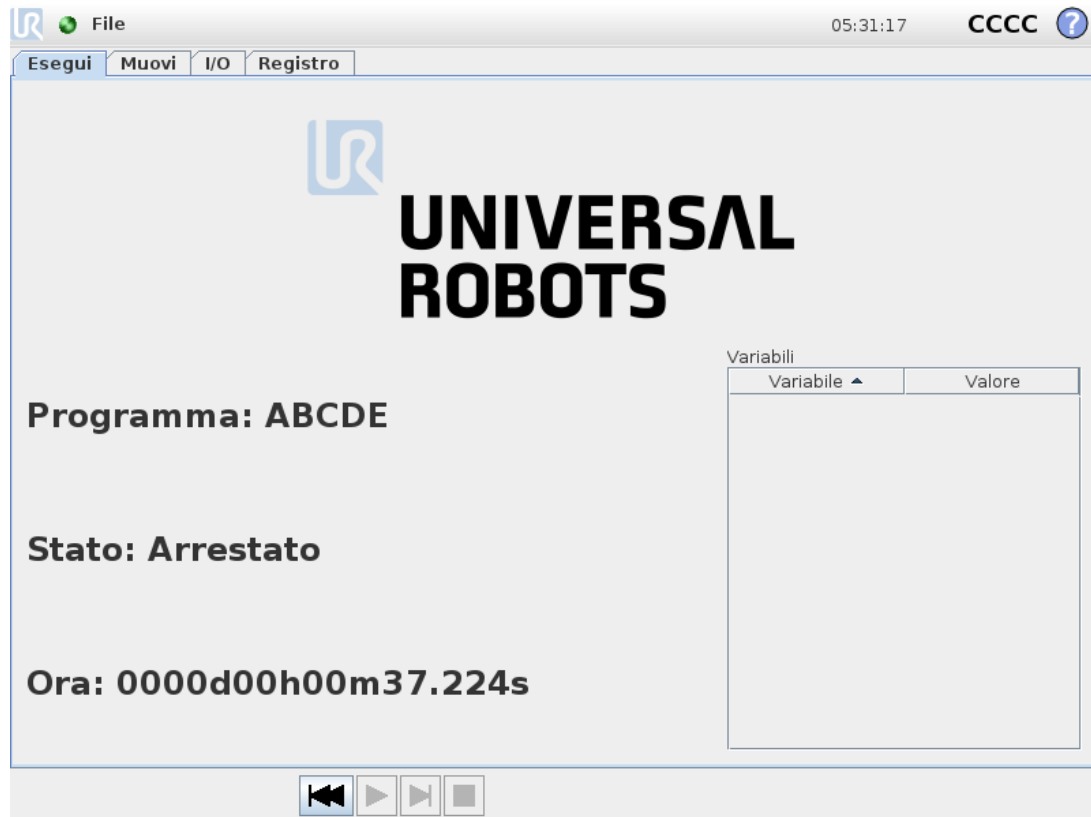 File 05:31:17 CCCC ?
Esegui Muovi I/O Registro
UR
UNIVERSAL
ROBOTS
Variabili
Variabile Valore
Programma: ABCDE
Stato: Arrestato
Ora: 0000d00h00m37.224s